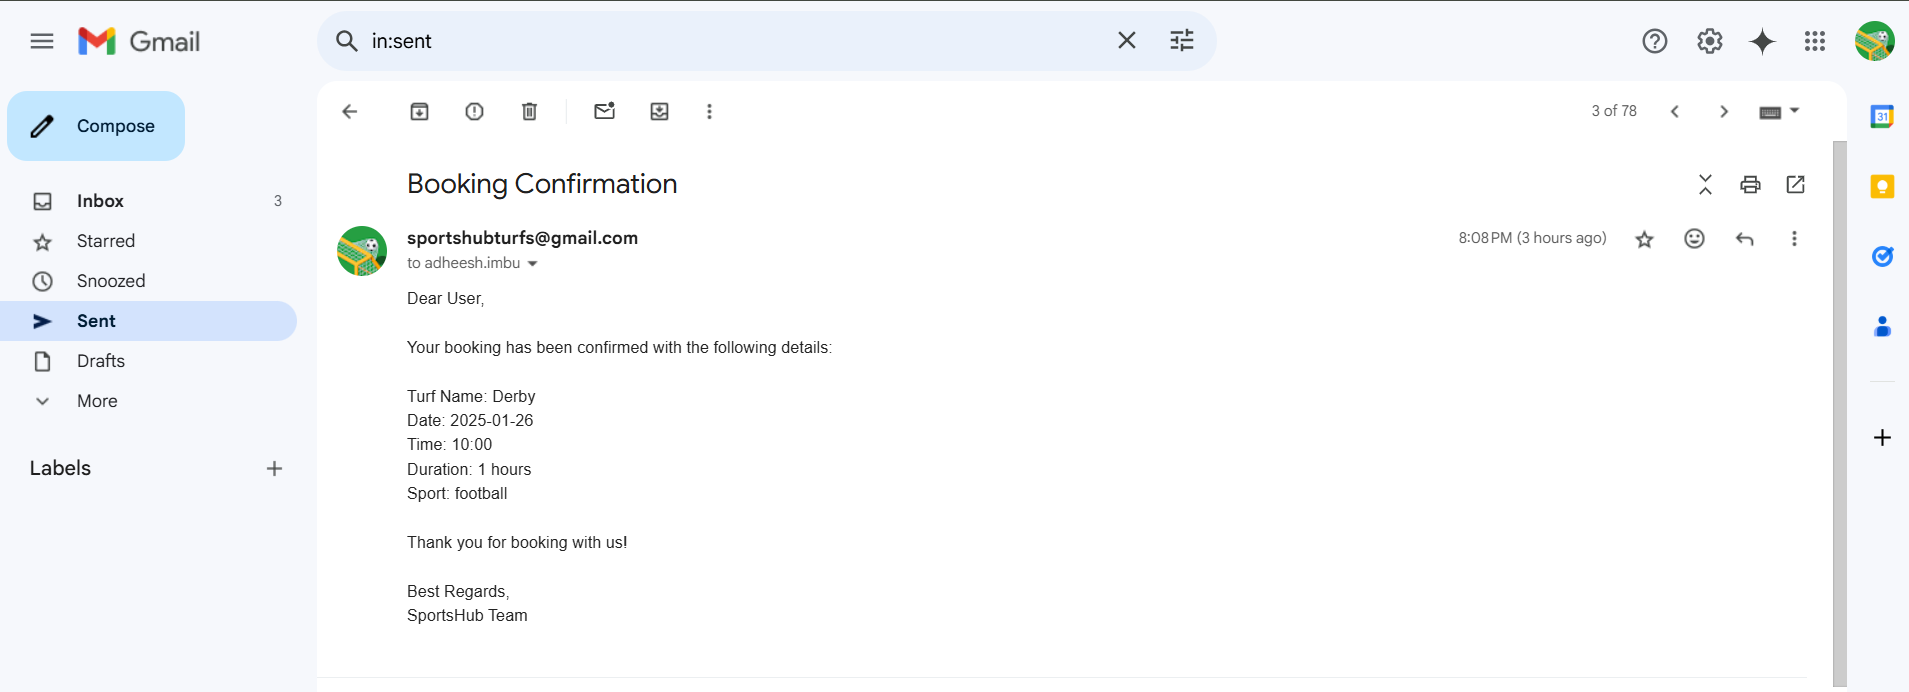 Gmail
in:sent
Compose
3 of 78
Inbox 3
Starred
Snoozed
Sent
Drafts
More
Labels
Booking Confirmation
sportshubturfs@gmail.com
8:08 PM (3 hours ago)
to adheesh.imbu
Dear User,
Your booking has been confirmed with the following details:
Turf Name: Derby
Date: 2025-01-26
Time: 10:00
Duration: 1 hours
Sport: football
Thank you for booking with us!
Best Regards,
SportsHub Team
31